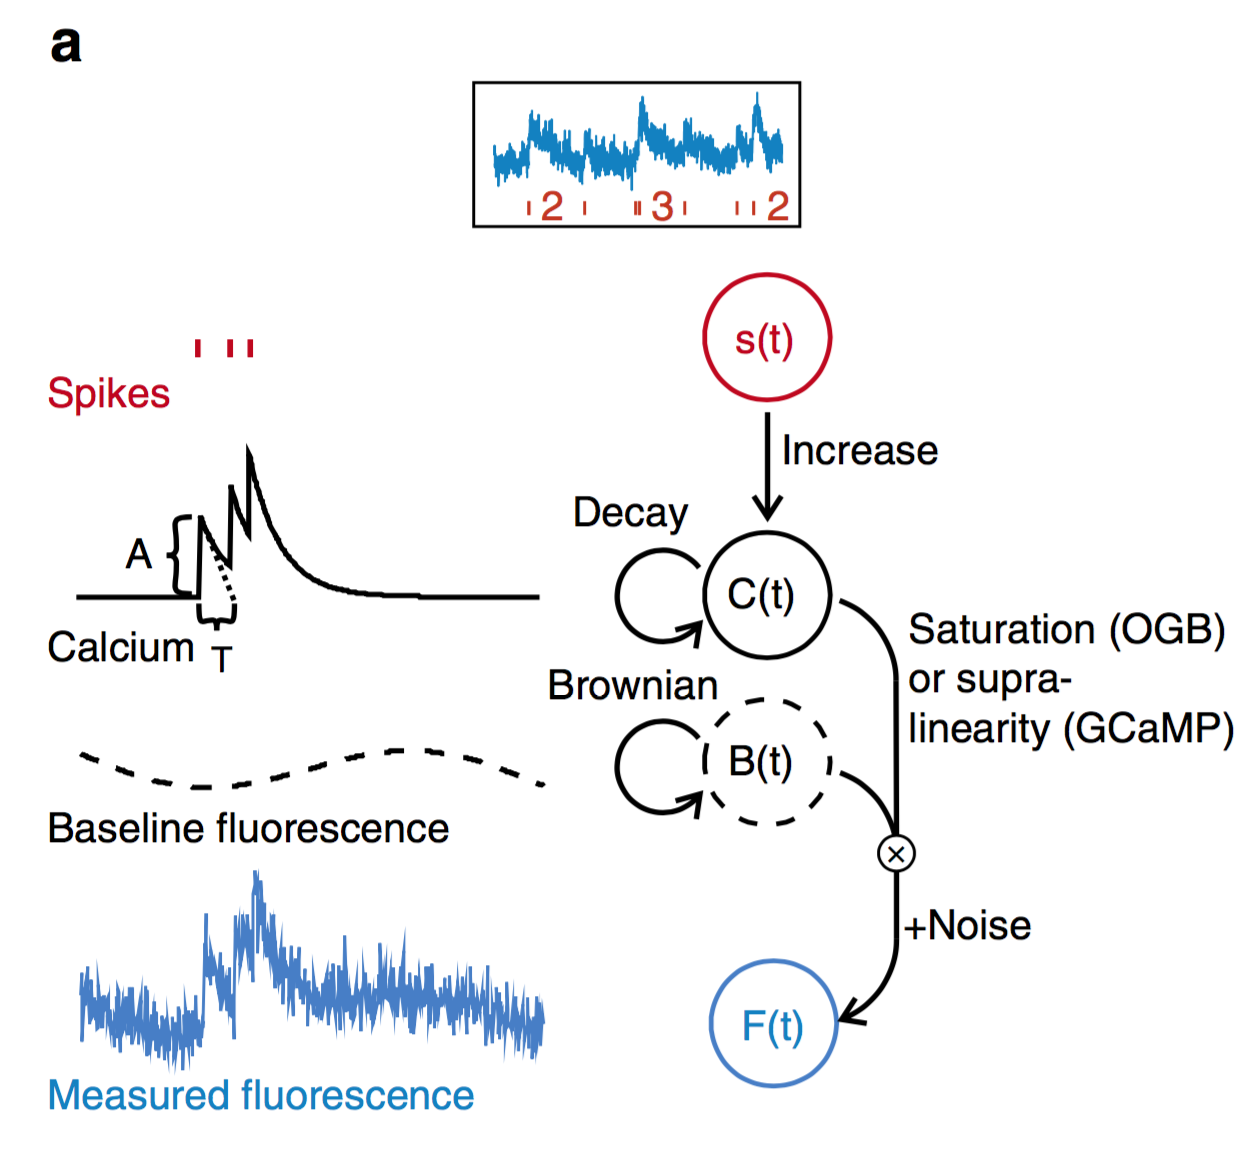 a
2 3 2
s(t)
Spikes
Increase
Decay
A
C(t)
Calcium
T
Saturation (OGB)
or supra-
linearity (GCaMP)
Brownian
B(t)
Baseline fluorescence
×
+Noise
F(t)
Measured fluorescence